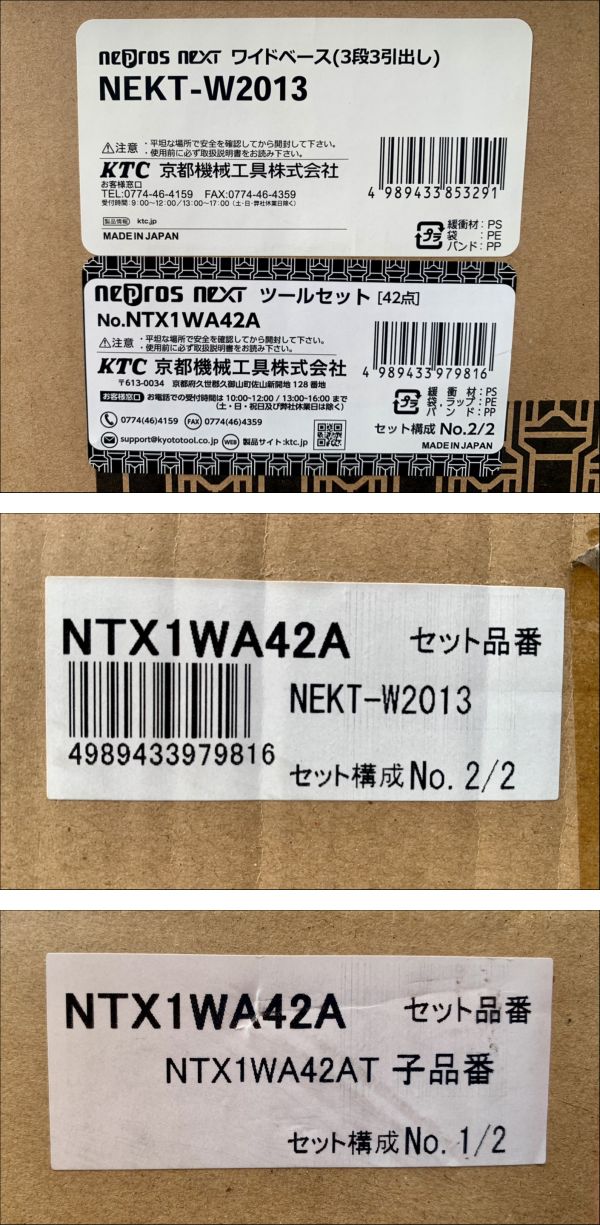 nepros neXT ワイドベース(3段3引出し)
NEKT-W2013
⚠注意 ・平坦な場所で安全を確認してから開封して下さい。
・使用前に必ず取扱説明書をお読み下さい。
KTC 京都機械工具株式会社
お客様窓口
TEL:0774-46-4159 FAX:0774-46-4359
受付時間:9:00〜12:00/13:00〜17:00(土・日・弊社休業日除く)
製品情報 ktc.jp
MADE IN JAPAN
4 989433 853291
プラ 緩衝材: PS
袋 : PE
バンド: PP
nepros neXT ツールセット [42点]
No.NTX1WA42A
⚠注意 ・平坦な場所で安全を確認してから開封して下さい。
・使用前に必ず取扱説明書をお読み下さい。
KTC 京都機械工具株式会社
〒613-0034 京都府久世郡久御山町佐山新開地 128 番地
お客様窓口 お電話での受付時間は 10:00-12:00 / 13:00-16:00 まで
(土・日・祝日及び弊社休業日は除く)
0774(46)4159 FAX 0774(46)4359
support@kyototool.co.jp WEB 製品サイト:ktc.jp
4 989433 979816
プラ 緩衝材: PS
袋,ラップ: PE
バンド: PP
セット構成 No.2/2
MADE IN JAPAN
NTX1WA42A セット品番
NEKT-W2013
4989433979816
セット構成 No. 2/2
NTX1WA42A セット品番
NTX1WA42AT 子品番
セット構成 No. 1/2